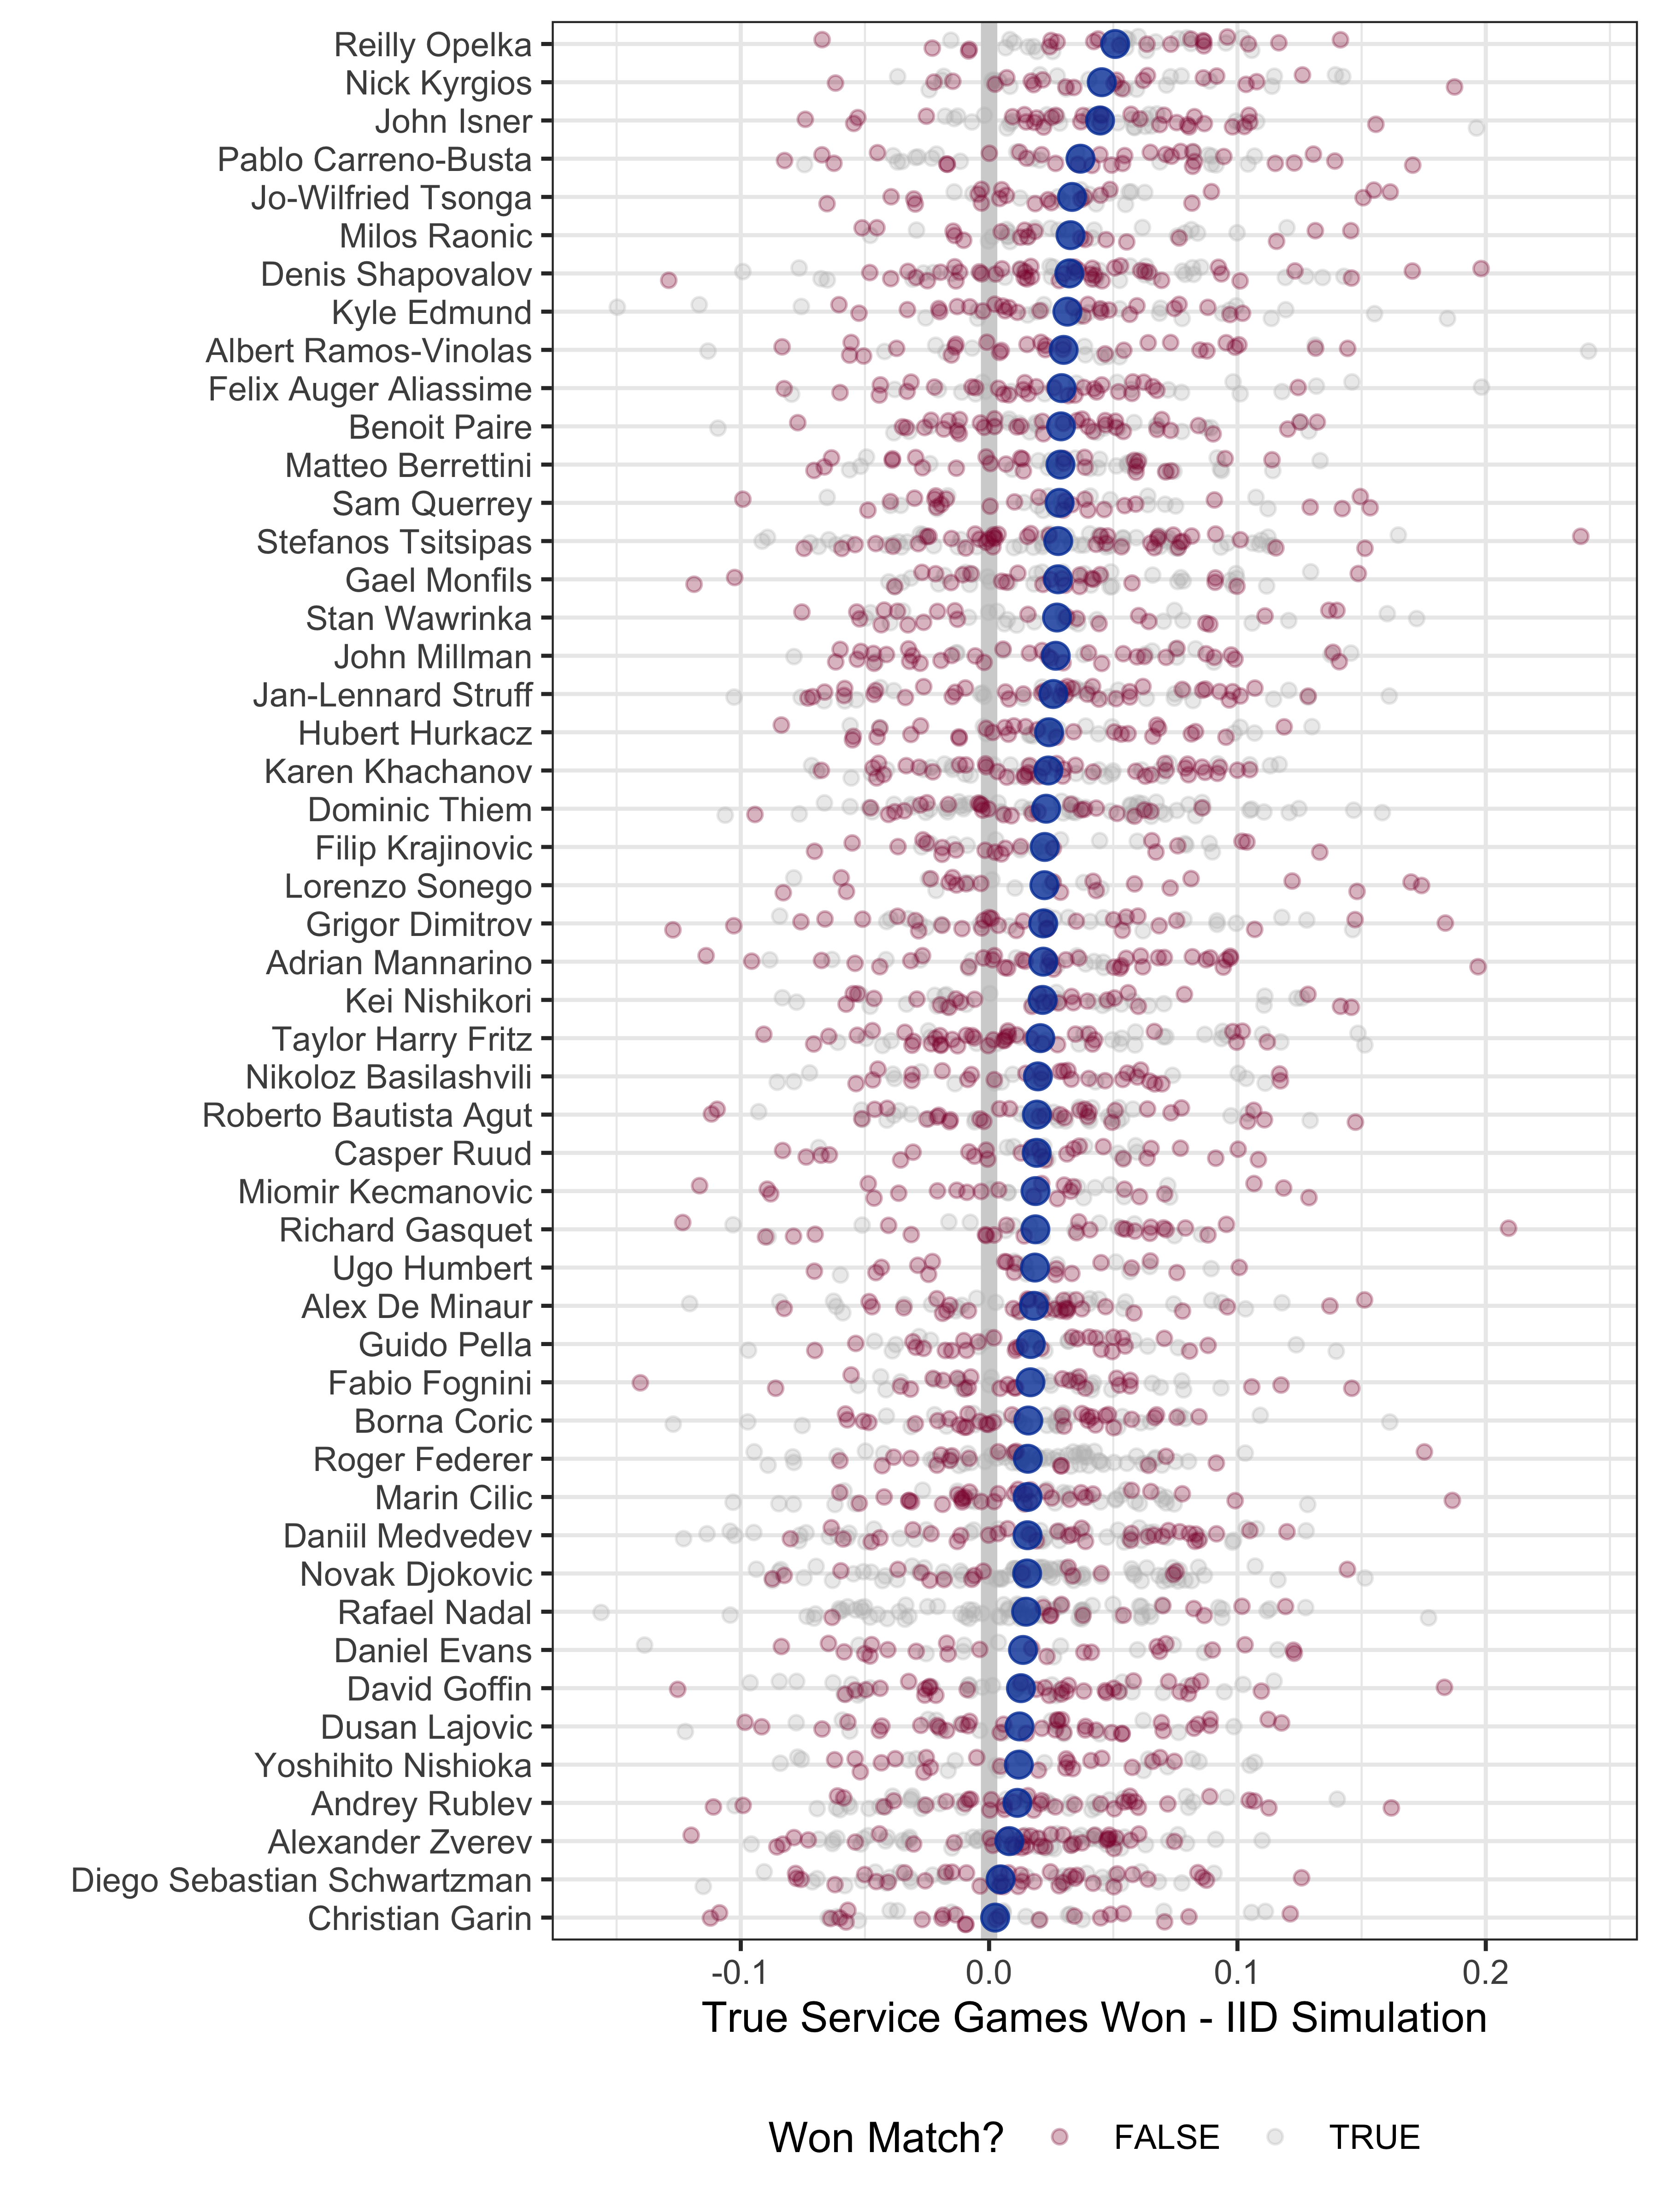 Reilly Opelka
Nick Kyrgios
John Isner
Pablo Carreno-Busta
Jo-Wilfried Tsonga
Milos Raonic
Denis Shapovalov
Kyle Edmund
Albert Ramos-Vinolas
Felix Auger Aliassime
Benoit Paire
Matteo Berrettini
Sam Querrey
Stefanos Tsitsipas
Gael Monfils
Stan Wawrinka
John Millman
Jan-Lennard Struff
Hubert Hurkacz
Karen Khachanov
Dominic Thiem
Filip Krajinovic
Lorenzo Sonego
Grigor Dimitrov
Adrian Mannarino
Kei Nishikori
Taylor Harry Fritz
Nikoloz Basilashvili
Roberto Bautista Agut
Casper Ruud
Miomir Kecmanovic
Richard Gasquet
Ugo Humbert
Alex De Minaur
Guido Pella
Fabio Fognini
Borna Coric
Roger Federer
Marin Cilic
Daniil Medvedev
Novak Djokovic
Rafael Nadal
Daniel Evans
David Goffin
Dusan Lajovic
Yoshihito Nishioka
Andrey Rublev
Alexander Zverev
Diego Sebastian Schwartzman
Christian Garin
-0.1 0.0 0.1 0.2
True Service Games Won - IID Simulation
Won Match? FALSE TRUE